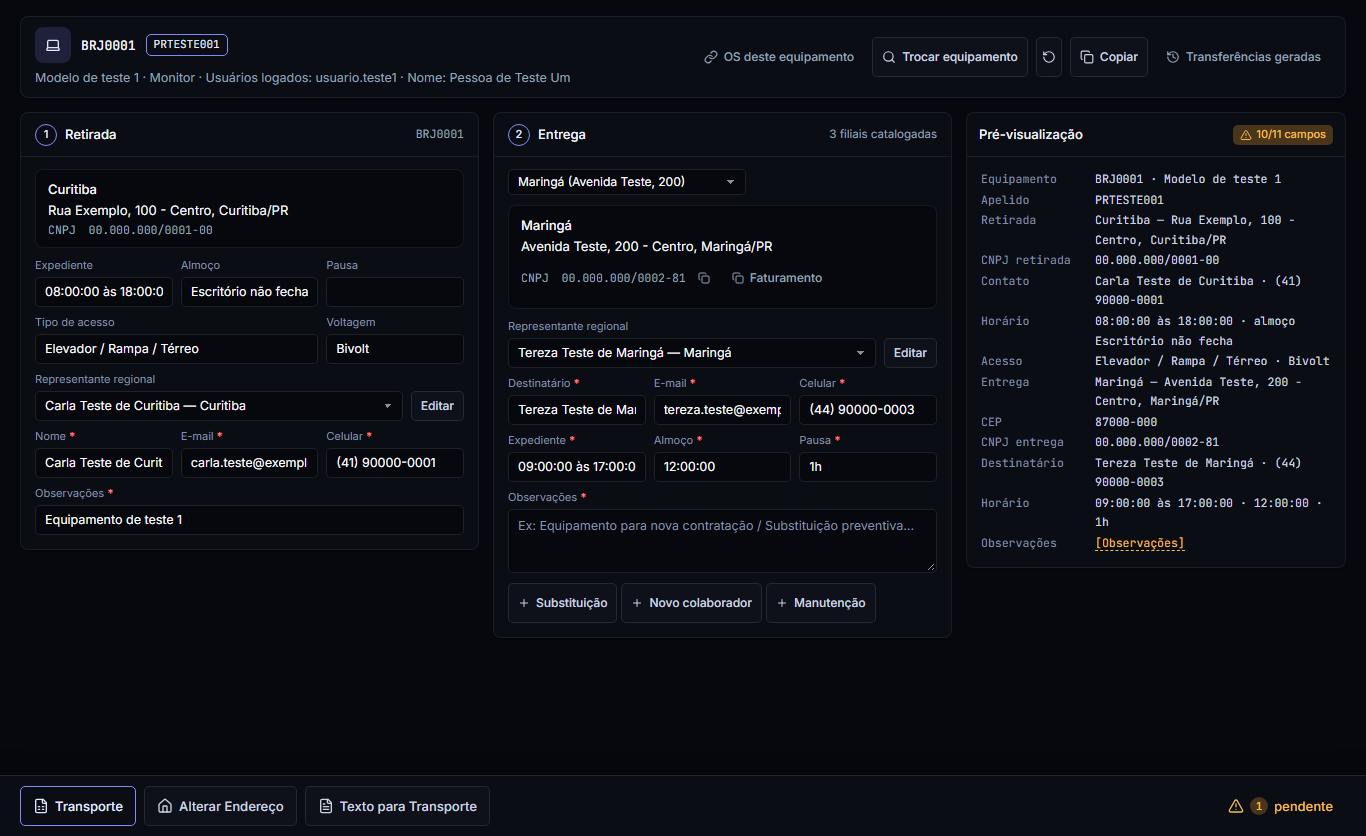 BRJ0001 PRTESTE001
Modelo de teste 1 · Monitor · Usuários logados: usuario.teste1 · Nome: Pessoa de Teste Um
OS deste equipamento Trocar equipamento Copiar Transferências geradas
1 Retirada BRJ0001
Curitiba
Rua Exemplo, 100 - Centro, Curitiba/PR
CNPJ 00.000.000/0001-00
Expediente Almoço Pausa
08:00:00 às 18:00:0 Escritório não fecha
Tipo de acesso Voltagem
Elevador / Rampa / Térreo Bivolt
Representante regional
Carla Teste de Curitiba — Curitiba Editar
Nome * E-mail * Celular *
Carla Teste de Curit carla.teste@exempl (41) 90000-0001
Observações *
Equipamento de teste 1
2 Entrega 3 filiais catalogadas
Maringá (Avenida Teste, 200)
Maringá
Avenida Teste, 200 - Centro, Maringá/PR
CNPJ 00.000.000/0002-81 Faturamento
Representante regional
Tereza Teste de Maringá — Maringá Editar
Destinatário * E-mail * Celular *
Tereza Teste de Mar tereza.teste@exemp (44) 90000-0003
Expediente * Almoço * Pausa *
09:00:00 às 17:00:0 12:00:00 1h
Observações *
Ex: Equipamento para nova contratação / Substituição preventiva...
+ Substituição + Novo colaborador + Manutenção
Pré-visualização 10/11 campos
Equipamento BRJ0001 · Modelo de teste 1
Apelido PRTESTE001
Retirada Curitiba — Rua Exemplo, 100 -
Centro, Curitiba/PR
CNPJ retirada 00.000.000/0001-00
Contato Carla Teste de Curitiba · (41)
90000-0001
Horário 08:00:00 às 18:00:00 · almoço
Escritório não fecha
Acesso Elevador / Rampa / Térreo · Bivolt
Entrega Maringá — Avenida Teste, 200 -
Centro, Maringá/PR
CEP 87000-000
CNPJ entrega 00.000.000/0002-81
Destinatário Tereza Teste de Maringá · (44)
90000-0003
Horário 09:00:00 às 17:00:00 · 12:00:00 ·
1h
Observações [Observações]
Transporte Alterar Endereço Texto para Transporte 1 pendente